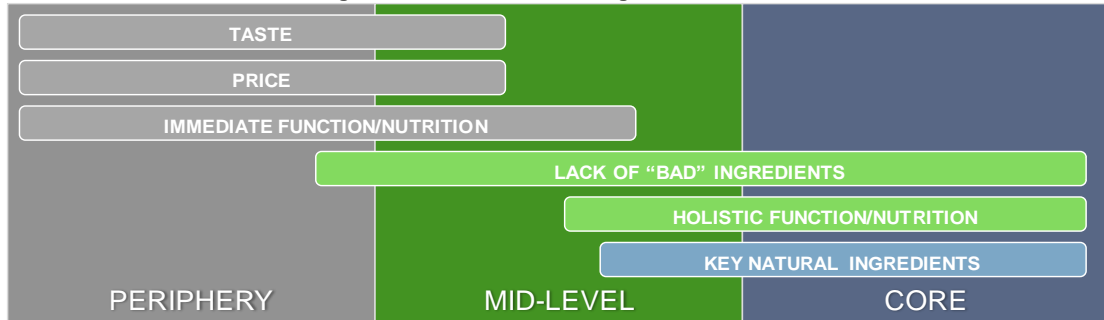 TASTE
PRICE
IMMEDIATE FUNCTION/NUTRITION
LACK OF “BAD” INGREDIENTS
HOLISTIC FUNCTION/NUTRITION
KEY NATURAL INGREDIENTS
PERIPHERY MID-LEVEL CORE